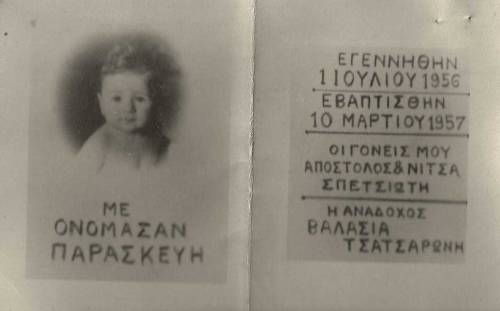 ΜΕ
ΟΝΟΜΑΣΑΝ
ΠΑΡΑΣΚΕΥΗ
ΕΓΕΝΝΗΘΗΝ
1 ΙΟΥΛΙΟΥ 1956
ΕΒΑΠΤΙΣΘΗΝ
10 ΜΑΡΤΙΟΥ 1957
ΟΙ ΓΟΝΕΙΣ ΜΟΥ
ΑΠΟΣΤΟΛΟΣ & ΝΙΤΣΑ
ΣΠΕΤΣΙΩΤΗ
Η ΑΝΑΔΟΧΟΣ
ΒΑΛΑΣΙΑ
ΤΣΑΤΣΑΡΩΝΗ